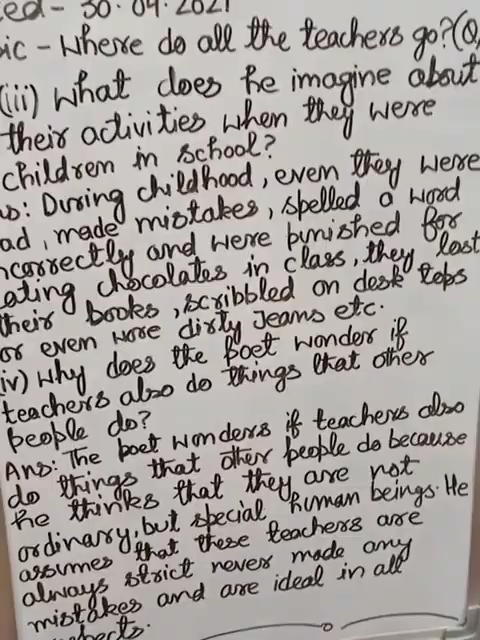 ed- 30.04.2021
ic - Where do all the teachers go? (Q,
(iii) What does he imagine about
their activities when they were
children in school?
s: During childhood, even they were
ad, made mistakes, spelled a word
ncorrectly and were punished for
ating chocolates in class, they lost
their books, scribbled on desk tops
or even wore dirty Jeans etc.
iv) Why does the poet wonder if
teachers also do things that other
people do?
Ans: The poet wonders if teachers also
do things that other people do because
he thinks that they are not
ordinary, but special human beings. He
assumes that these teachers are
always strict never made any
mistakes and are ideal in all
spects.